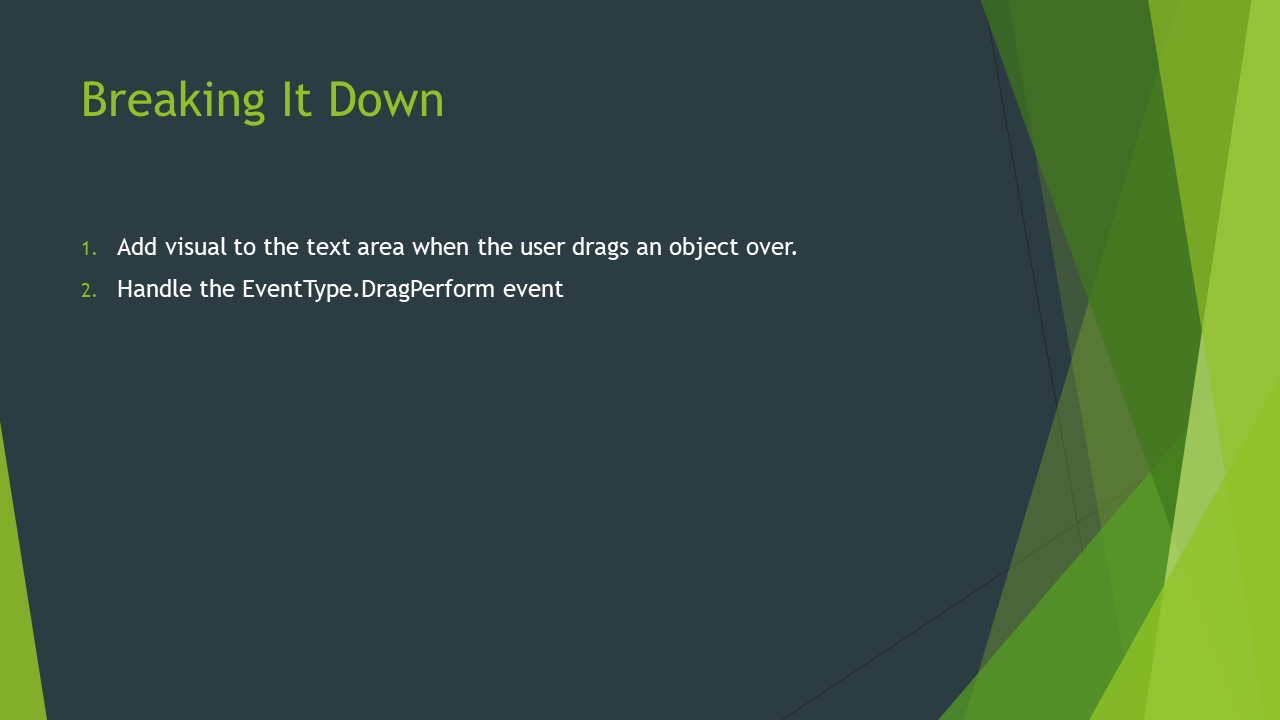 Breaking It Down
1. Add visual to the text area when the user drags an object over.
2. Handle the EventType.DragPerform event